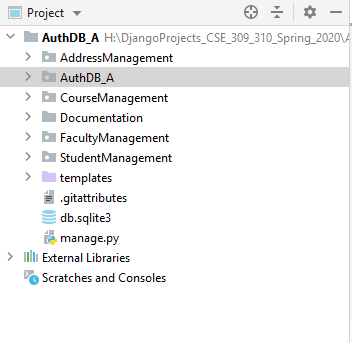 Project
AuthDB_A H:\DjangoProjects_CSE_309_310_Spring_2020\A
AddressManagement
AuthDB_A
CourseManagement
Documentation
FacultyManagement
StudentManagement
templates
.gitattributes
db.sqlite3
manage.py
External Libraries
Scratches and Consoles